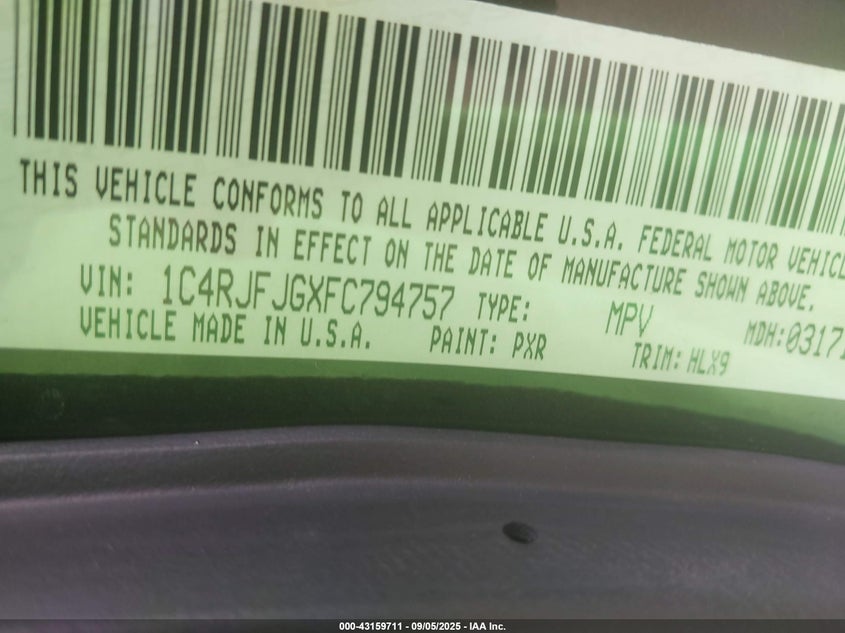 THIS VEHICLE CONFORMS TO ALL APPLICABLE U.S.A. FEDERAL MOTOR
STANDARDS IN EFFECT ON THE DATE OF MANUFACTURE SHOWN ABOVE.
VIN: 1C4RJFJGXFC794757 TYPE: MPV MDH:0317
VEHICLE MADE IN U.S.A. PAINT: PXR TRIM: HLX9
000-43159711 - 09/05/2025 - IAA Inc.